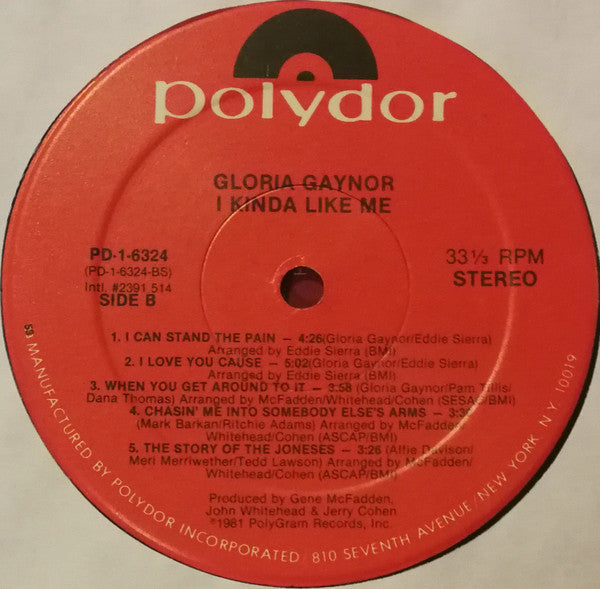 polydor
GLORIA GAYNOR
I KINDA LIKE ME
PD-1-6324
(PD-1-6324-BS)
Intl. #2391 514
SIDE B
33 1/3 RPM
STEREO
1. I CAN STAND THE PAIN — 4:26(Gloria Gaynor/Eddie Sierra)
Arranged by Eddie Sierra (BMI)
2. I LOVE YOU CAUSE — 5:02(Gloria Gaynor/Eddie Sierra)
Arranged by Eddie Sierra (BMI)
3. WHEN YOU GET AROUND TO IT — 3:58 (Gloria Gaynor/Pam Tillis/
Dana Thomas) Arranged by McFadden/Whitehead/Cohen (SESAC/BMI)
4. CHASIN' ME INTO SOMEBODY ELSE'S ARMS —
(Mark Barkan/Ritchie Adams) Arranged by McFadden/
Whitehead/Cohen (ASCAP/BMI)
5. THE STORY OF THE JONESES — 3:26 (Alfie Davison/
Meri Merriwether/Tedd Lawson) Arranged by McFadden/
Whitehead/Cohen (ASCAP/BMI)
Produced by Gene McFadden,
John Whitehead & Jerry Cohen
℗1981 PolyGram Records, Inc.
53 MANUFACTURED BY POLYDOR INCORPORATED/810 SEVENTH AVENUE/NEW YORK N.Y. 10019